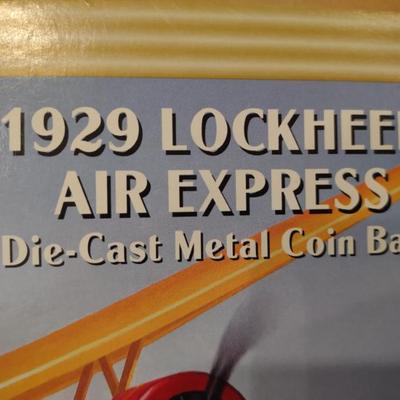 1929 LOCKHEE
AIR EXPRESS
Die-Cast Metal Coin Ba